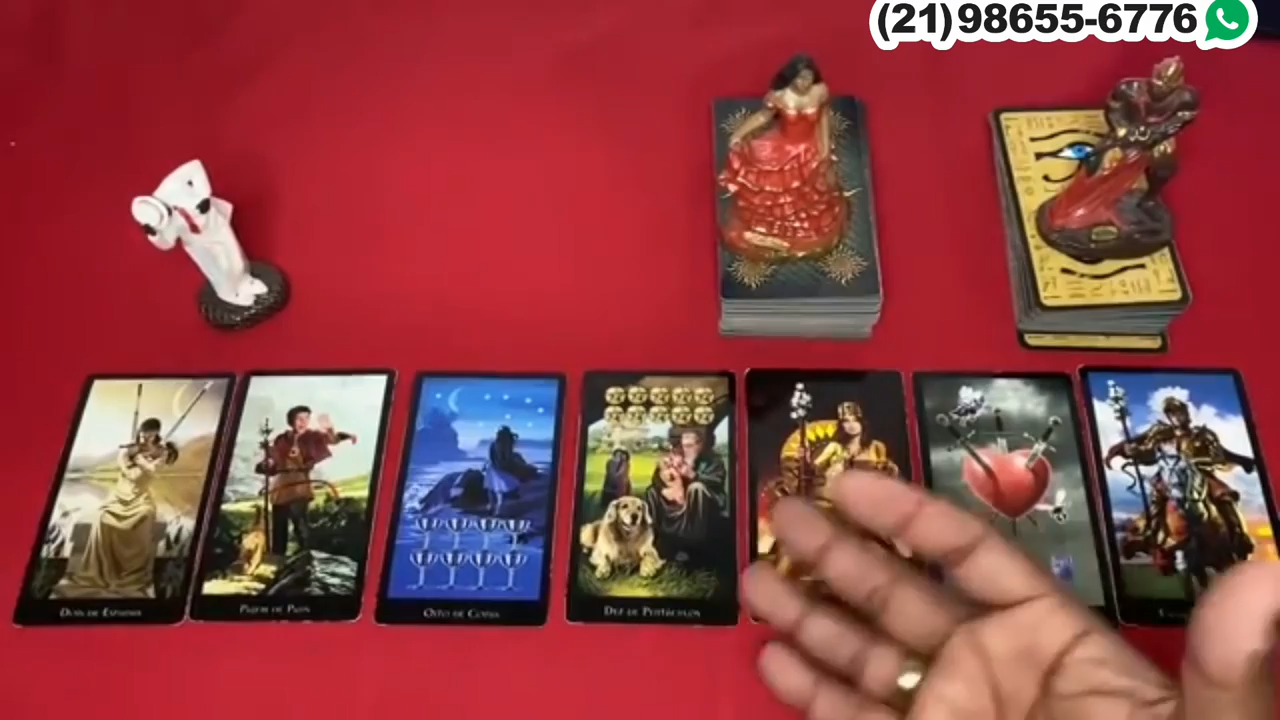 (21)98655-6776
Dois de Espadas
Pajem de Paus
Oito de Copas
Dez de Pentáculos